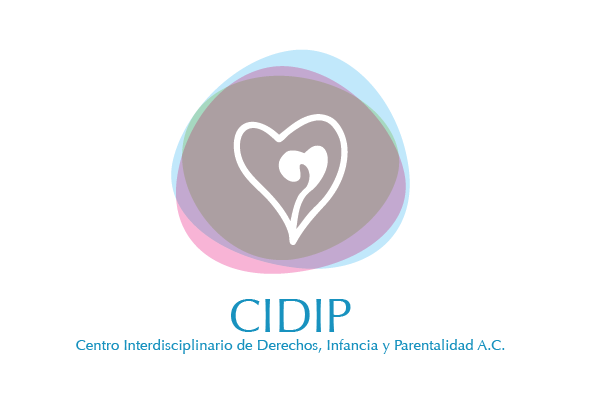 CIDIP
Centro Interdisciplinario de Derechos, Infancia y Parentalidad A.C.